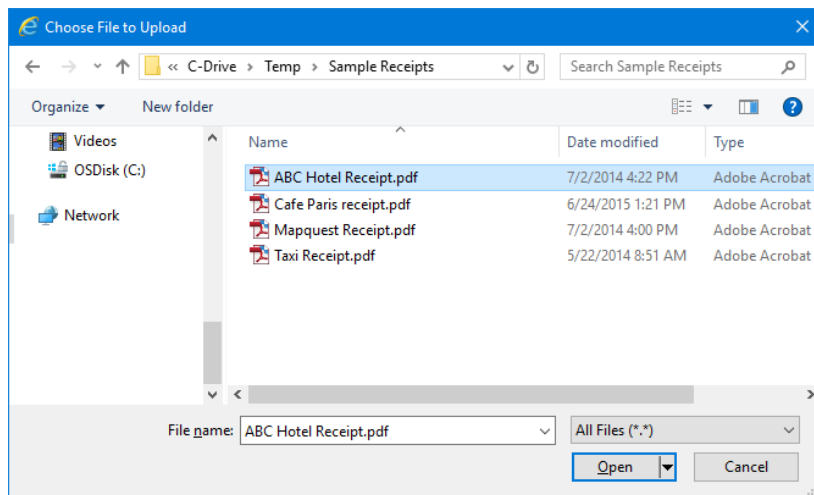 Choose File to Upload
« C-Drive > Temp > Sample Receipts Search Sample Receipts
Organize New folder
Videos
OSDisk (C:)
Network
Name Date modified Type
ABC Hotel Receipt.pdf 7/2/2014 4:22 PM Adobe Acrobat
Cafe Paris receipt.pdf 6/24/2015 1:21 PM Adobe Acrobat
Mapquest Receipt.pdf 7/2/2014 4:00 PM Adobe Acrobat
Taxi Receipt.pdf 5/22/2014 8:51 AM Adobe Acrobat
File name: ABC Hotel Receipt.pdf All Files (*.*)
Open Cancel